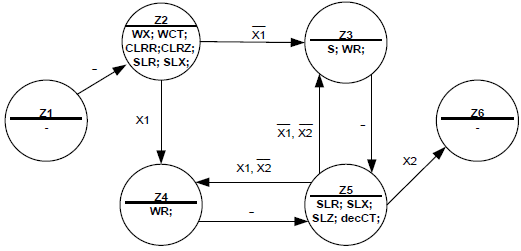 Z2
WX; WCT;
CLRR;CLRZ;
SLR; SLX;
X1
Z3
S; WR;
-
Z1
-
X1
X1, X2
-
Z6
-
X1, X2
X2
Z4
WR;
-
Z5
SLR; SLX;
SLZ; decCT;